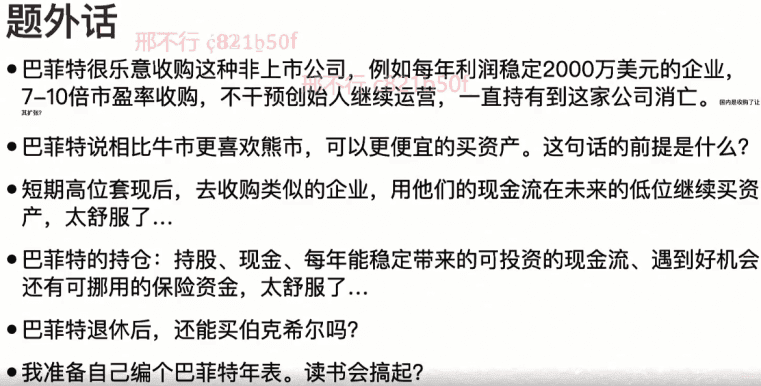 题外话
邢不行 c821b50f
•巴菲特很乐意收购这种非上市公司，例如每年利润稳定2000万美元的企业，
邢不行 c821b50f
7-10倍市盈率收购，不干预创始人继续运营，一直持有到这家公司消亡。 国内是收购了让
其扩张?
•巴菲特说相比牛市更喜欢熊市，可以更便宜的买资产。这句话的前提是什么？
•短期高位套现后，去收购类似的企业，用他们的现金流在未来的低位继续买资
产，太舒服了…
•巴菲特的持仓：持股、现金、每年能稳定带来的可投资的现金流、遇到好机会
还有可挪用的保险资金，太舒服了…
•巴菲特退休后，还能买伯克希尔吗？
•我准备自己编个巴菲特年表。读书会搞起？